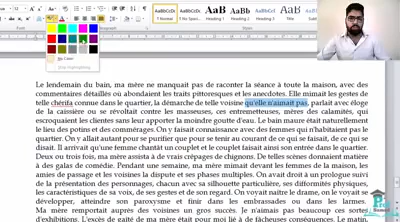 AaBbCcDc AaBbCcDc AaB AaBbC AaBbC
¶ Normal Heading 1 Heading 2 Heading 3
No Color
Stop Highlighting
Le lendemain du bain, ma mère ne manquait pas de raconter la séance à toute la maison, avec des
commentaires détaillés où abondaient les traits pittoresques et les anecdotes. Elle mimait les gestes de
telle chérifa connue dans le quartier, la démarche de telle voisine qu'elle n'aimait pas, parlait avec éloge
de la caissière ou se révoltait contre les masseuses, ces entremetteuses, mères des calamités, qui
escroquaient les clientes sans leur apporter la moindre goutte d'eau. Le bain maure était naturellement
le lieu des potins et des commérages. On y faisait connaissance avec des femmes qui n'habitaient pas le
quartier. On y allait autant pour se purifier que pour se tenir au courant de ce qui se faisait, de ce qui se
disait. Il arrivait qu'une femme chantât un couplet et le couplet faisait ainsi son entrée dans le quartier.
Deux ou trois fois, ma mère assista à de vrais crêpages de chignons. De telles scènes donnaient matière
à des galas de comédie. Pendant une semaine, ma mère mimait devant les femmes de la maison, les
amies de passage et les voisines la dispute et ses phases multiples. On avait droit à un prologue suivi
de la présentation des personnages, chacun avec sa silhouette particulière, ses difformités physiques,
les caractéristiques de sa voix, de ses gestes et de son regard. On voyait naître le drame, on le voyait se
développer, atteindre son paroxysme et finir dans les embrassades ou dans les larmes.
Ma mère remportait auprès des voisines un gros succès. Je n'aimais pas beaucoup ces sortes
d'exhibitions. L'excès de gaieté de ma mère était pour moi lié à de fâcheuses conséquences. Le matin,